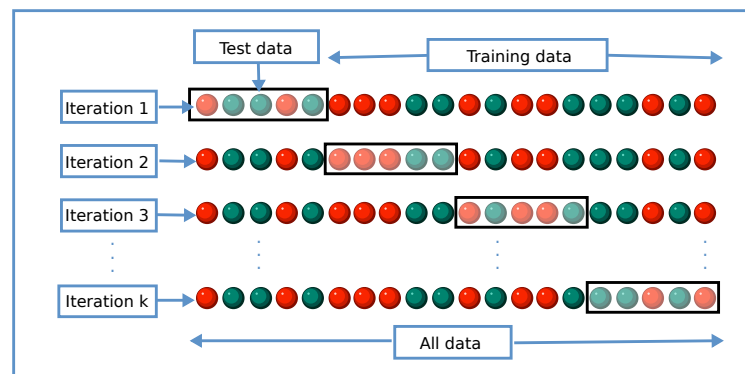 Test data
Training data
Iteration 1
Iteration 2
Iteration 3
Iteration k
All data